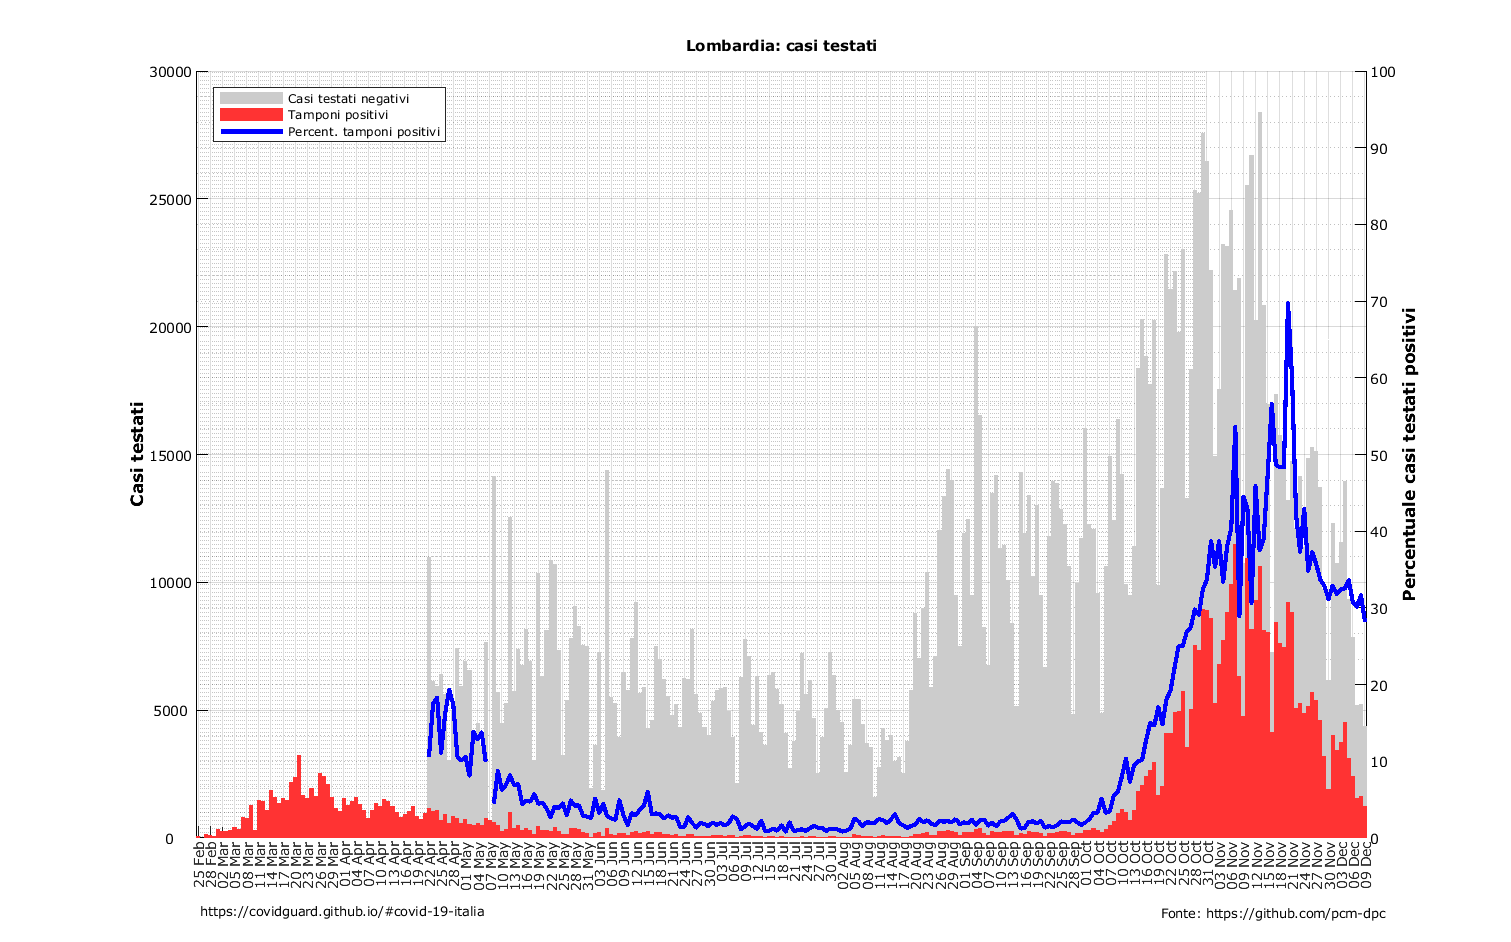 Lombardia: casi testati
30000
25000
20000
15000
10000
5000
0
Casi testati
Casi testati negativi
Tamponi positivi
Percent. tamponi positivi
100
90
80
70
60
50
40
30
20
10
0
Percentuale casi testati positivi
25 Feb
28 Feb
02 Mar
05 Mar
08 Mar
11 Mar
14 Mar
17 Mar
20 Mar
23 Mar
26 Mar
29 Mar
01 Apr
04 Apr
07 Apr
10 Apr
13 Apr
16 Apr
19 Apr
22 Apr
25 Apr
28 Apr
01 May
04 May
07 May
10 May
13 May
16 May
19 May
22 May
25 May
28 May
31 May
03 Jun
06 Jun
09 Jun
12 Jun
15 Jun
18 Jun
21 Jun
24 Jun
27 Jun
30 Jun
03 Jul
06 Jul
09 Jul
12 Jul
15 Jul
18 Jul
21 Jul
24 Jul
27 Jul
30 Jul
02 Aug
05 Aug
08 Aug
11 Aug
14 Aug
17 Aug
20 Aug
23 Aug
26 Aug
29 Aug
01 Sep
04 Sep
07 Sep
10 Sep
13 Sep
16 Sep
19 Sep
22 Sep
25 Sep
28 Sep
01 Oct
04 Oct
07 Oct
10 Oct
13 Oct
16 Oct
19 Oct
22 Oct
25 Oct
28 Oct
31 Oct
03 Nov
06 Nov
09 Nov
12 Nov
15 Nov
18 Nov
21 Nov
24 Nov
27 Nov
30 Nov
03 Dec
06 Dec
09 Dec
https://covidguard.github.io/#covid-19-italia
Fonte: https://github.com/pcm-dpc